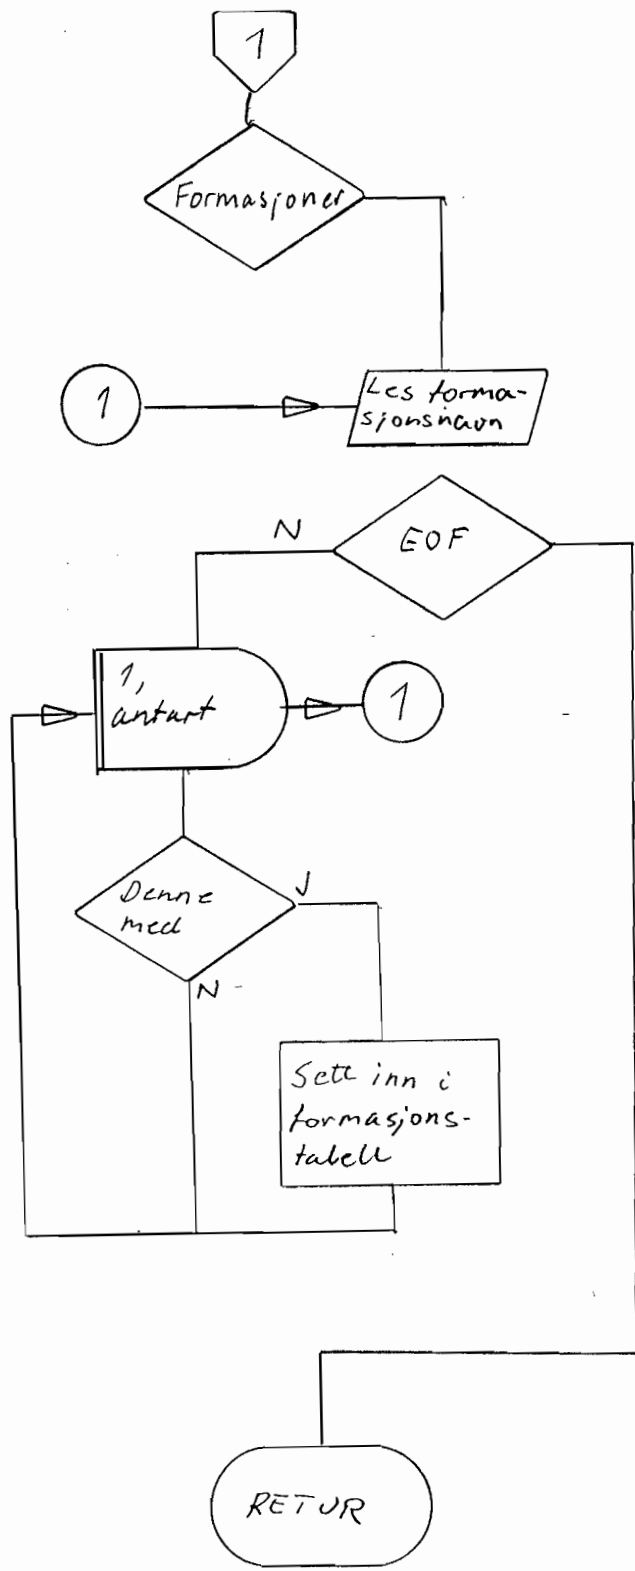 1
Formasjoner
1
Les forma-
sjonsnavn
N
EOF
1,
antart
1
Denne
med
J
N
Sett inn i
formasjons-
tabell
RETUR